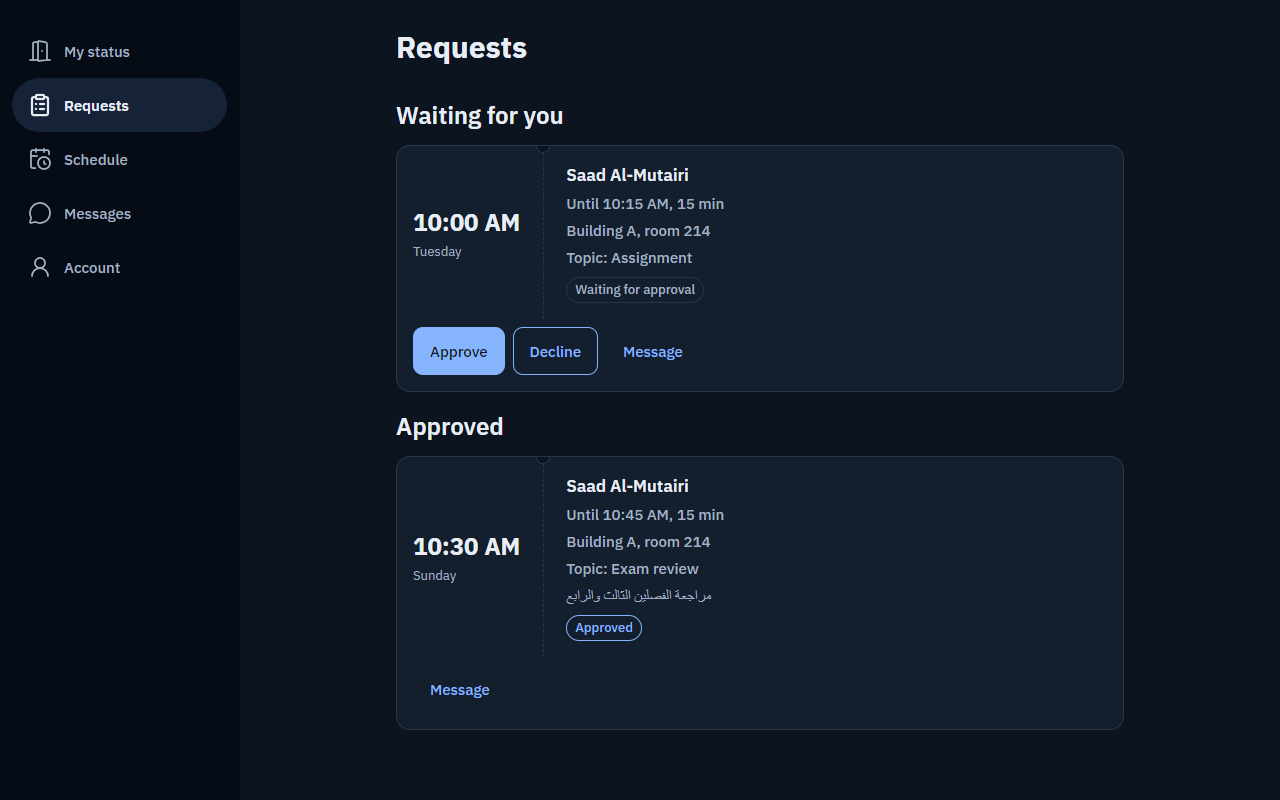 My status
Requests
Schedule
Messages
Account
Requests
Waiting for you
10:00 AM
Tuesday
Saad Al-Mutairi
Until 10:15 AM, 15 min
Building A, room 214
Topic: Assignment
Waiting for approval
Approve
Decline
Message
Approved
10:30 AM
Sunday
Saad Al-Mutairi
Until 10:45 AM, 15 min
Building A, room 214
Topic: Exam review
مراجعة الفصلين الثالث والرابع
Approved
Message